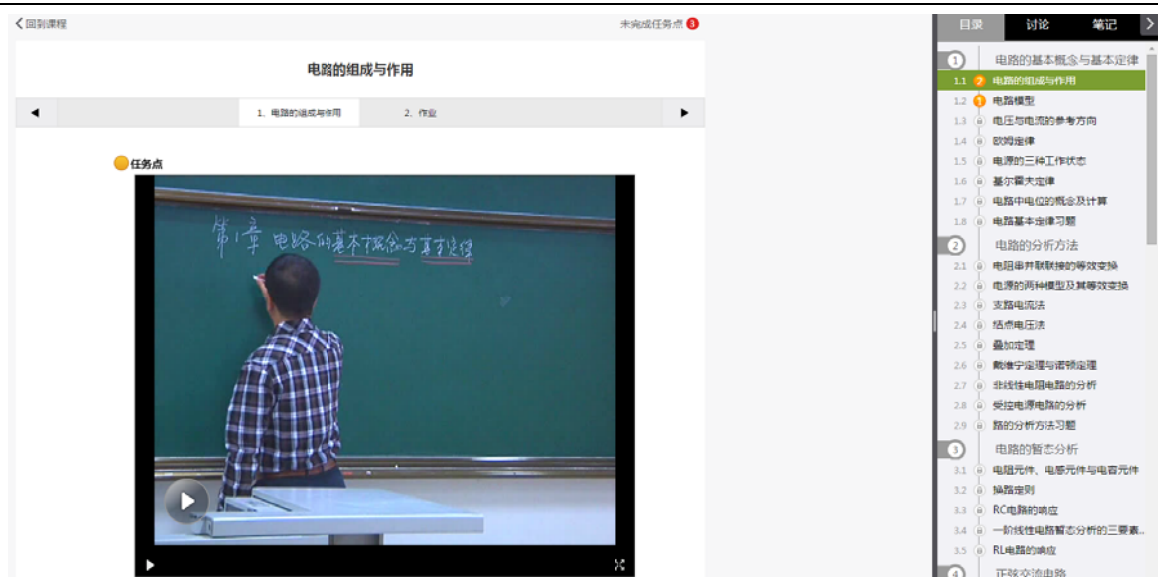 回到课程
未完成任务点 3
电路的组成与作用
1. 电路的组成与作用
2. 作业
任务点
第1章 电路的基本概念与基本定律
目录 讨论 笔记
1 电路的基本概念与基本定律
1.1 2 电路的组成与作用
1.2 1 电路模型
1.3 电压与电流的参考方向
1.4 欧姆定律
1.5 电源的三种工作状态
1.6 基尔霍夫定律
1.7 电路中电位的概念及计算
1.8 电路基本定律习题
2 电路的分析方法
2.1 电阻串并联联接的等效变换
2.2 电源的两种模型及其等效变换
2.3 支路电流法
2.4 结点电压法
2.5 叠加定理
2.6 戴维宁定理与诺顿定理
2.7 非线性电阻电路的分析
2.8 受控电源电路的分析
2.9 路的分析方法习题
3 电路的暂态分析
3.1 电阻元件、电感元件与电容元件
3.2 换路定则
3.3 RC电路的响应
3.4 一阶线性电路暂态分析的三要素..
3.5 RL电路的响应
4 正弦交流电路